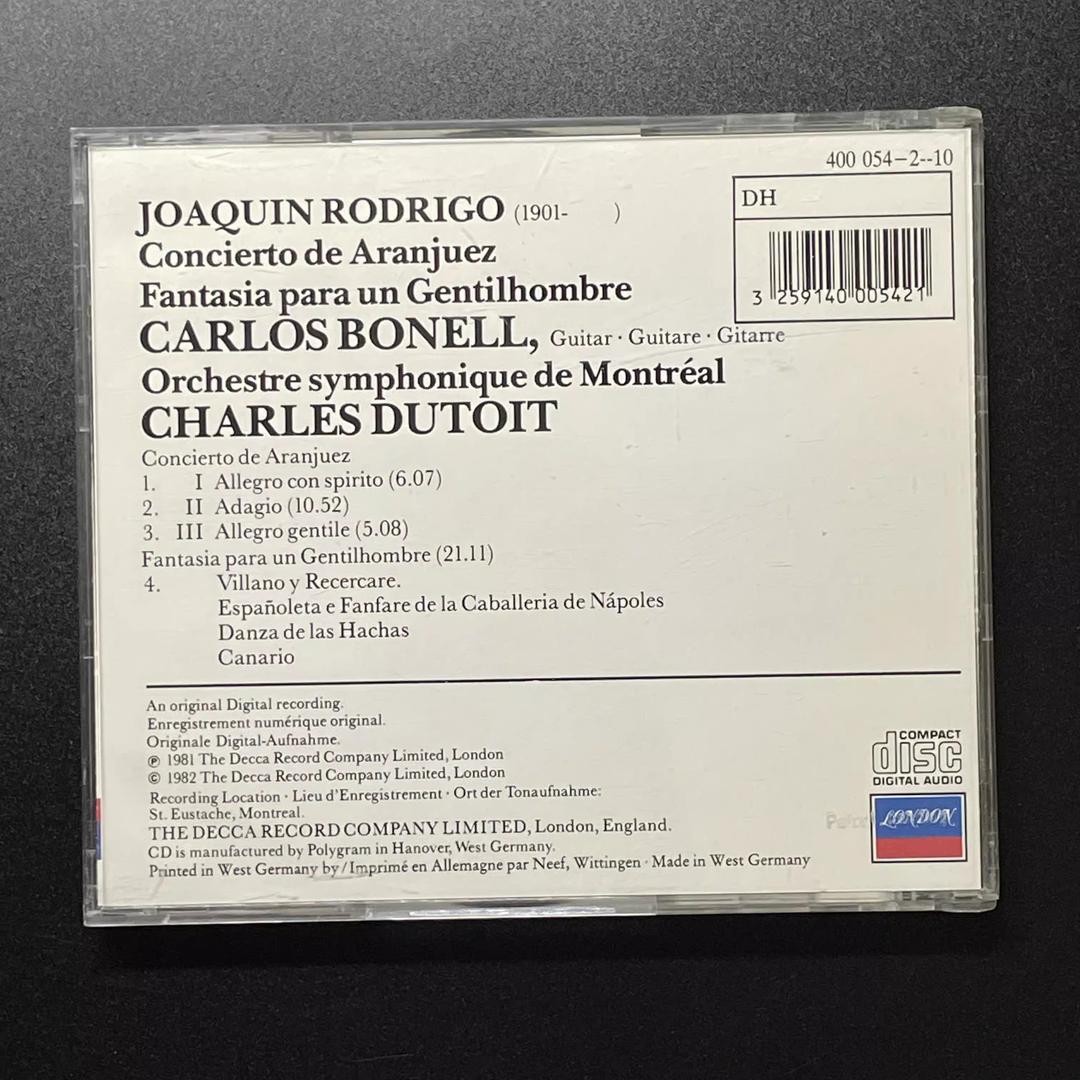 400 054-2--10
DH
3 259140 005421
JOAQUIN RODRIGO (1901- )
Concierto de Aranjuez
Fantasia para un Gentilhombre
CARLOS BONELL, Guitar · Guitare · Gitarre
Orchestre symphonique de Montréal
CHARLES DUTOIT
Concierto de Aranjuez
1. I Allegro con spirito (6.07)
2. II Adagio (10.52)
3. III Allegro gentile (5.08)
Fantasia para un Gentilhombre (21.11)
4. Villano y Recercare.
Españoleta e Fanfare de la Caballeria de Nápoles
Danza de las Hachas
Canario
An original Digital recording.
Enregistrement numérique original.
Originale Digital-Aufnahme.
℗ 1981 The Decca Record Company Limited, London
© 1982 The Decca Record Company Limited, London
Recording Location · Lieu d'Enregistrement · Ort der Tonaufnahme:
St. Eustache, Montreal.
THE DECCA RECORD COMPANY LIMITED, London, England.
CD is manufactured by Polygram in Hanover, West Germany.
Printed in West Germany by/Imprimé en Allemagne par Neef, Wittingen · Made in West Germany
COMPACT
disc
DIGITAL AUDIO
LONDON